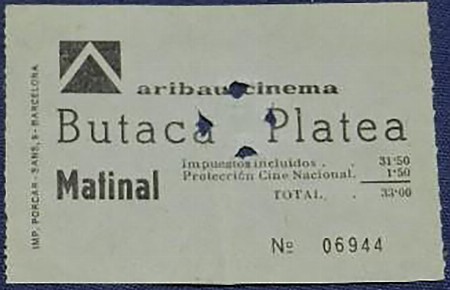 aribau cinema
Butaca Platea
Impuestos incluidos . . 31'50
Protección Cine Nacional. 1'50
Matinal
TOTAL. . 33'00
Nº 06944
IMP. PORCAR - SANS, 5 - BARCELONA